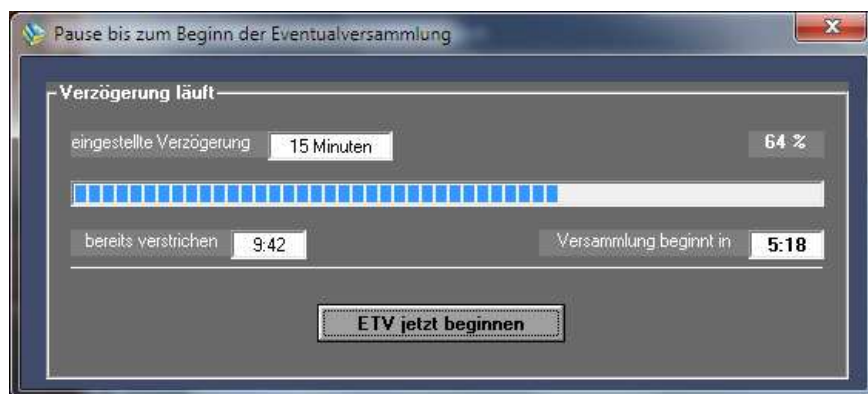 Pause bis zum Beginn der Eventualversammlung
Verzögerung läuft
eingestellte Verzögerung 15 Minuten 64 %
bereits verstrichen 9:42 Versammlung beginnt in 5:18
ETV jetzt beginnen